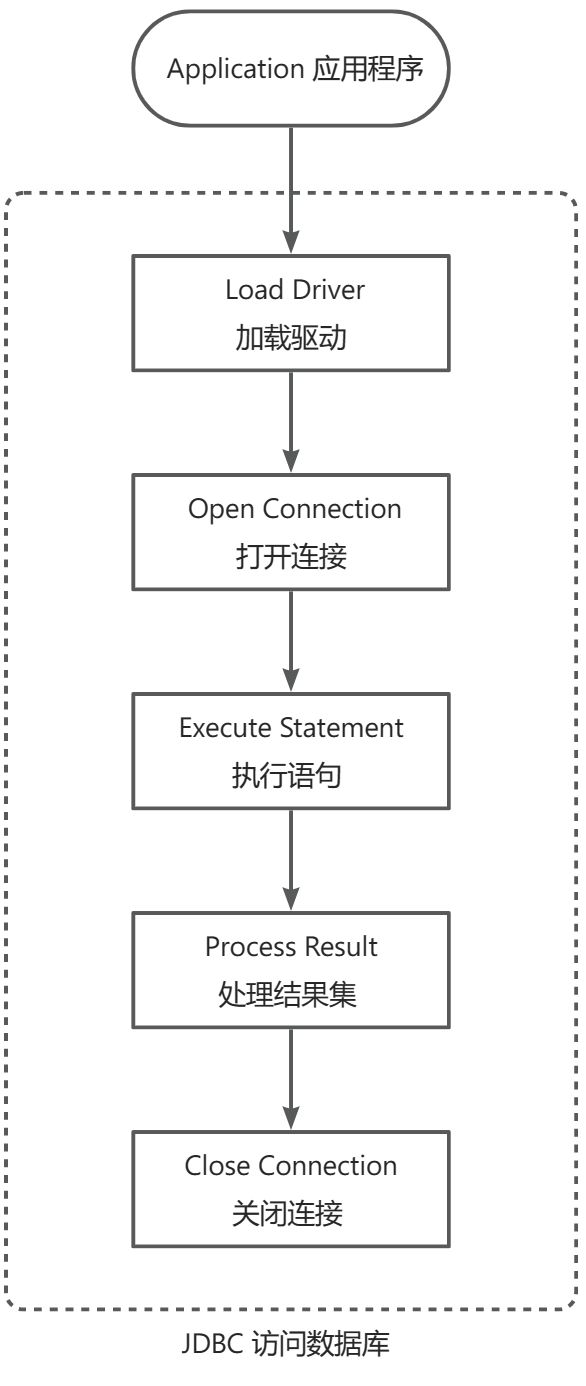 Application 应用程序
Load Driver
加载驱动
Open Connection
打开连接
Execute Statement
执行语句
Process Result
处理结果集
Close Connection
关闭连接
JDBC 访问数据库